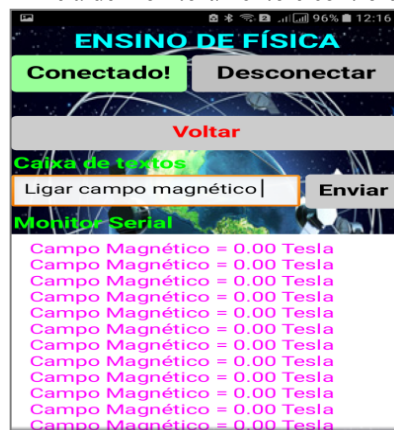 96% 12:16
ENSINO DE FÍSICA
Conectado! Desconectar
Voltar
Caixa de textos
Ligar campo magnético Enviar
Monitor Serial
Campo Magnético = 0.00 Tesla
Campo Magnético = 0.00 Tesla
Campo Magnético = 0.00 Tesla
Campo Magnético = 0.00 Tesla
Campo Magnético = 0.00 Tesla
Campo Magnético = 0.00 Tesla
Campo Magnético = 0.00 Tesla
Campo Magnético = 0.00 Tesla
Campo Magnético = 0.00 Tesla
Campo Magnético = 0.00 Tesla
Campo Magnético = 0.00 Tesla
Campo Magnético = 0.00 Tesla